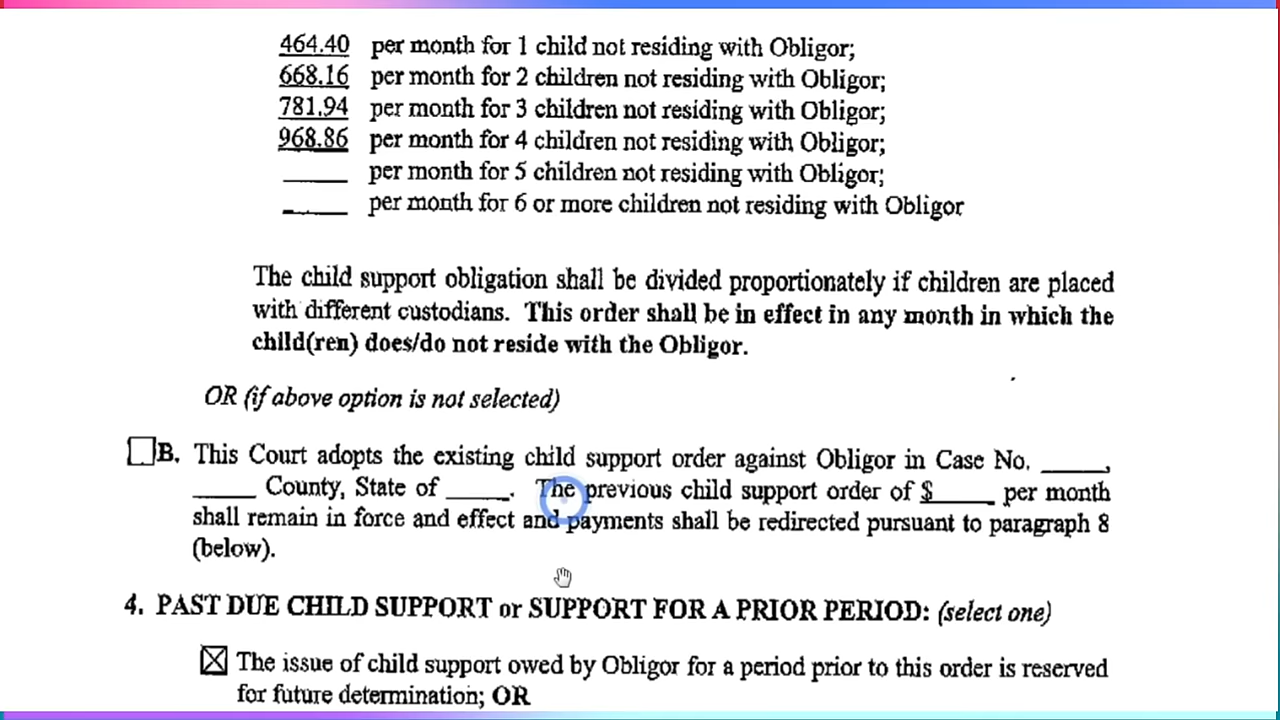 464.40 per month for 1 child not residing with Obligor;
668.16 per month for 2 children not residing with Obligor;
781.94 per month for 3 children not residing with Obligor;
968.86 per month for 4 children not residing with Obligor;
______ per month for 5 children not residing with Obligor;
______ per month for 6 or more children not residing with Obligor
The child support obligation shall be divided proportionately if children are placed
with different custodians. This order shall be in effect in any month in which the
child(ren) does/do not reside with the Obligor.
OR (if above option is not selected)
B. This Court adopts the existing child support order against Obligor in Case No. _____,
_____ County, State of _____. The previous child support order of $_____ per month
shall remain in force and effect and payments shall be redirected pursuant to paragraph 8
(below).
4. PAST DUE CHILD SUPPORT or SUPPORT FOR A PRIOR PERIOD: (select one)
The issue of child support owed by Obligor for a period prior to this order is reserved
for future determination; OR